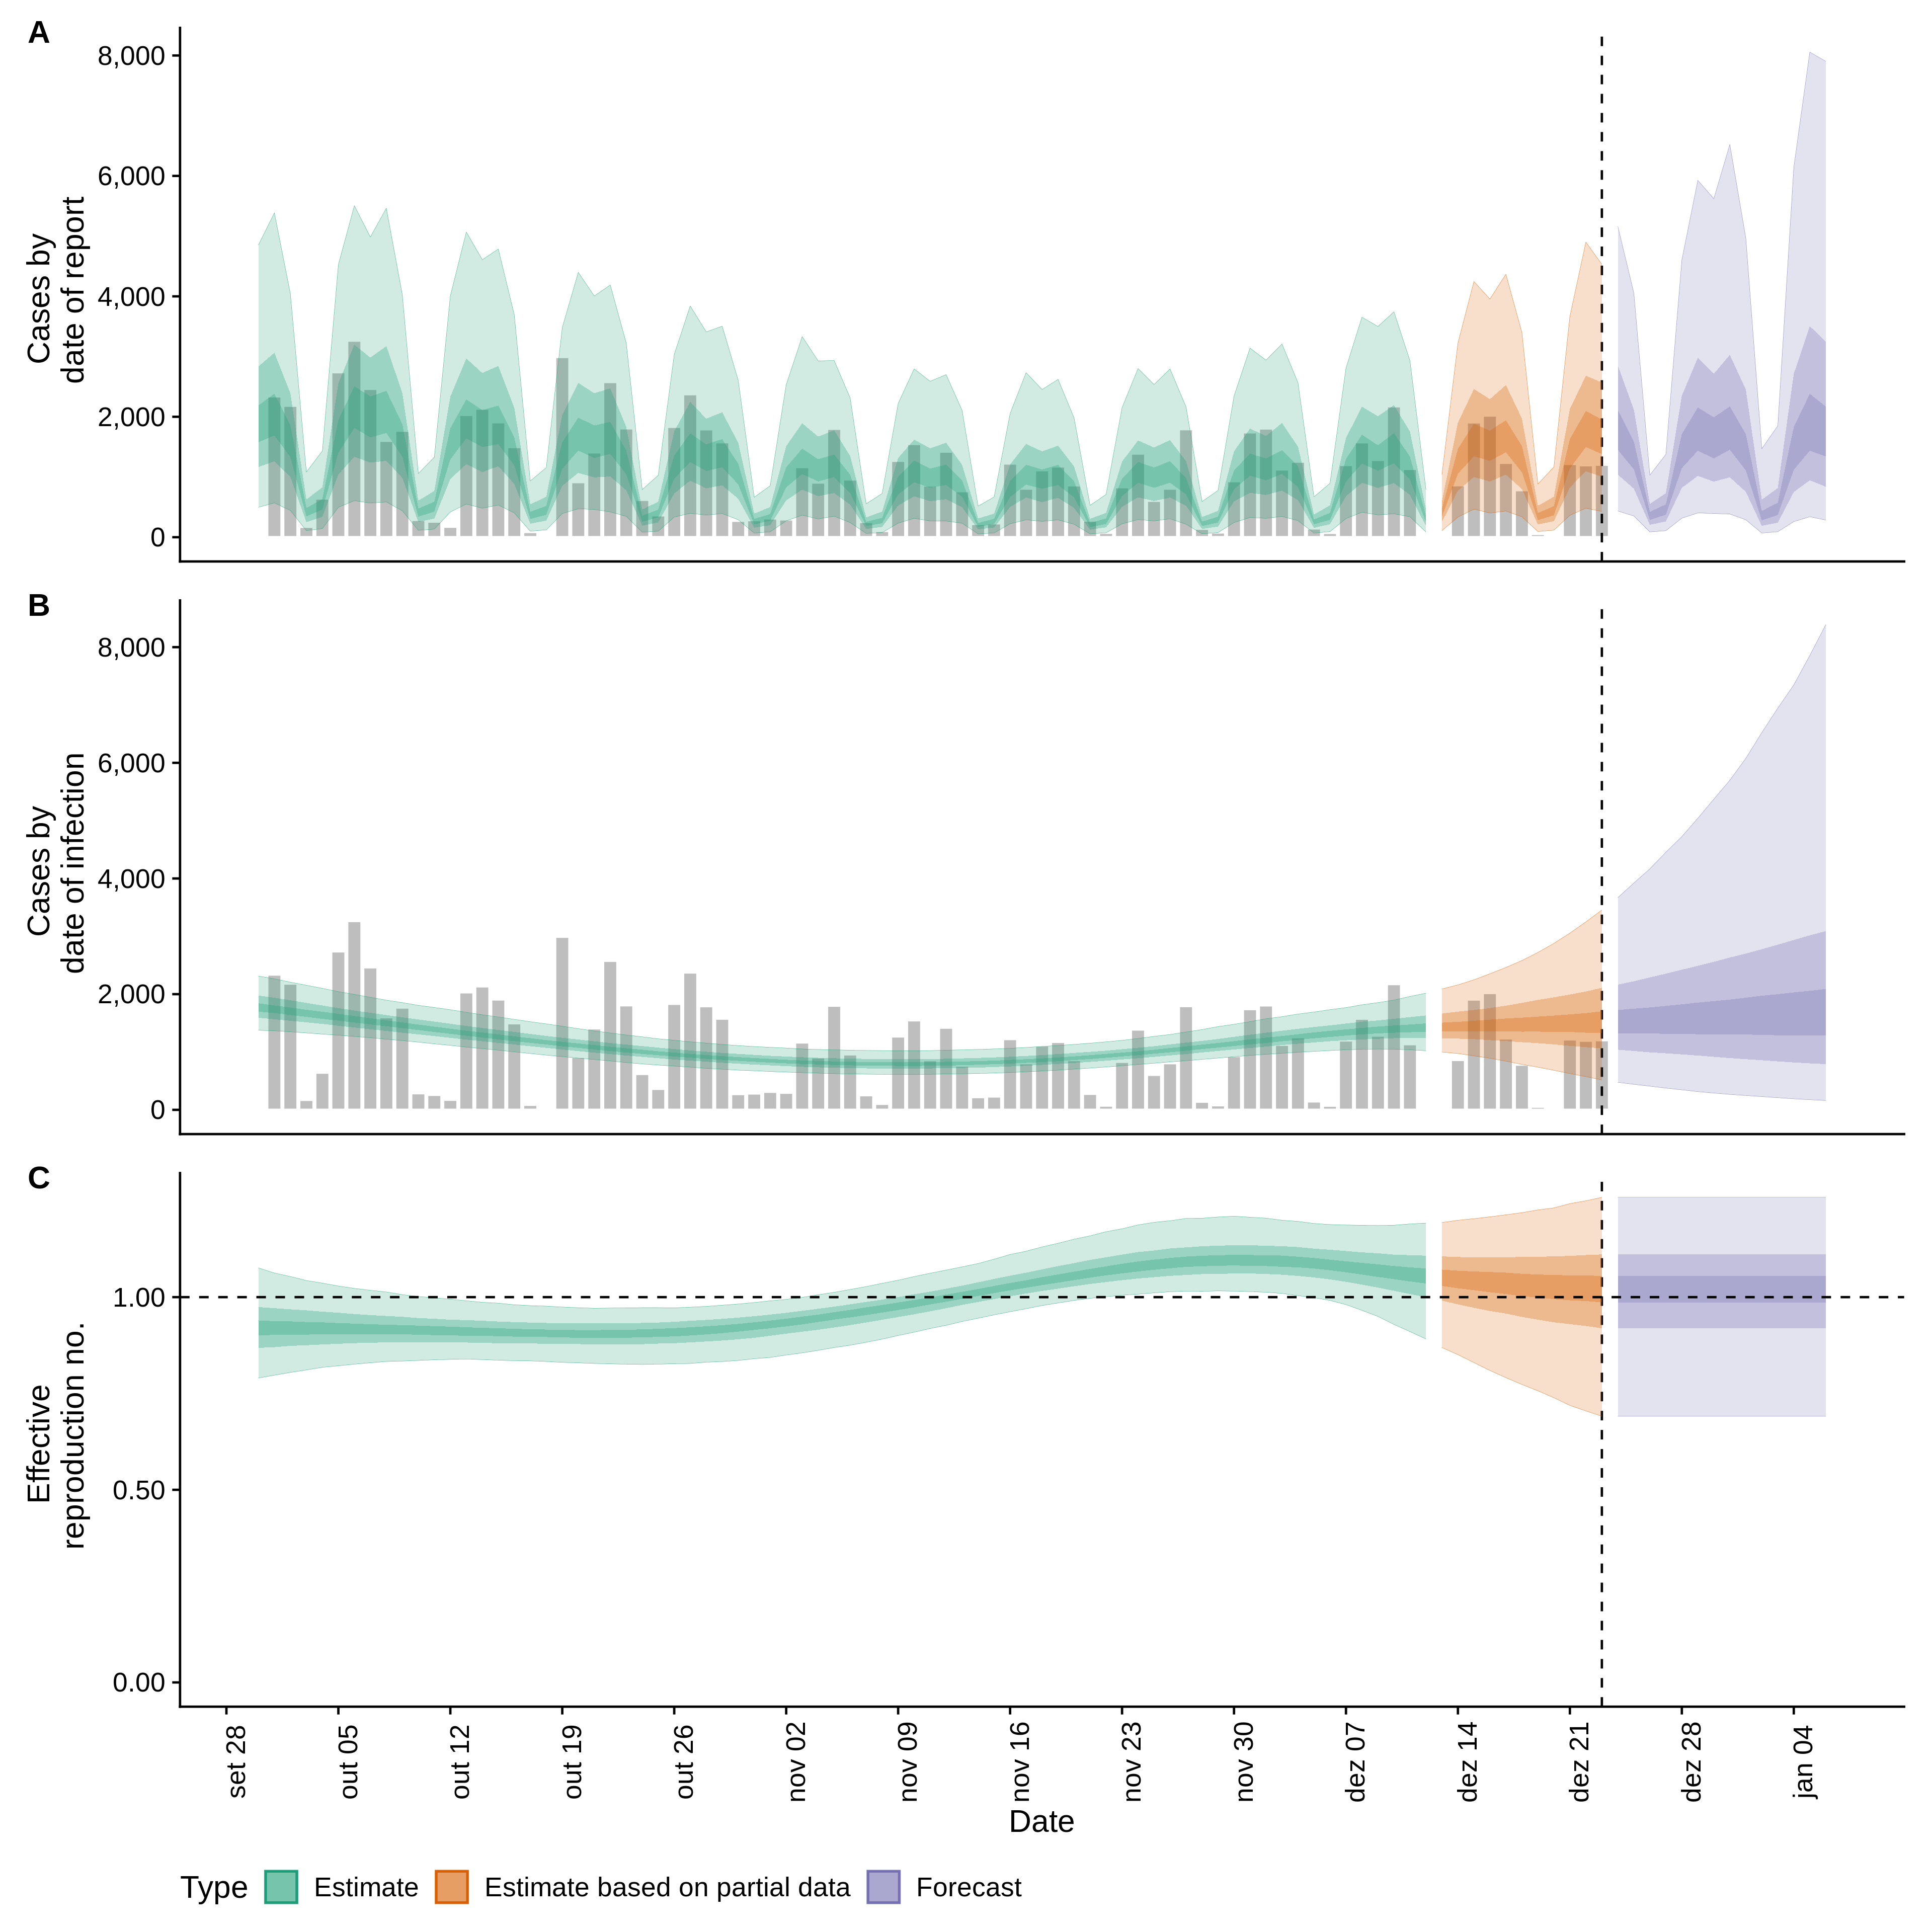 A
8,000
6,000
4,000
2,000
0
Cases by
date of report
B
8,000
6,000
4,000
2,000
0
Cases by
date of infection
C
1.00
0.50
0.00
Effective
reproduction no.
set 28
out 05
out 12
out 19
out 26
nov 02
nov 09
nov 16
nov 23
nov 30
dez 07
dez 14
dez 21
dez 28
jan 04
Date
Type Estimate Estimate based on partial data Forecast